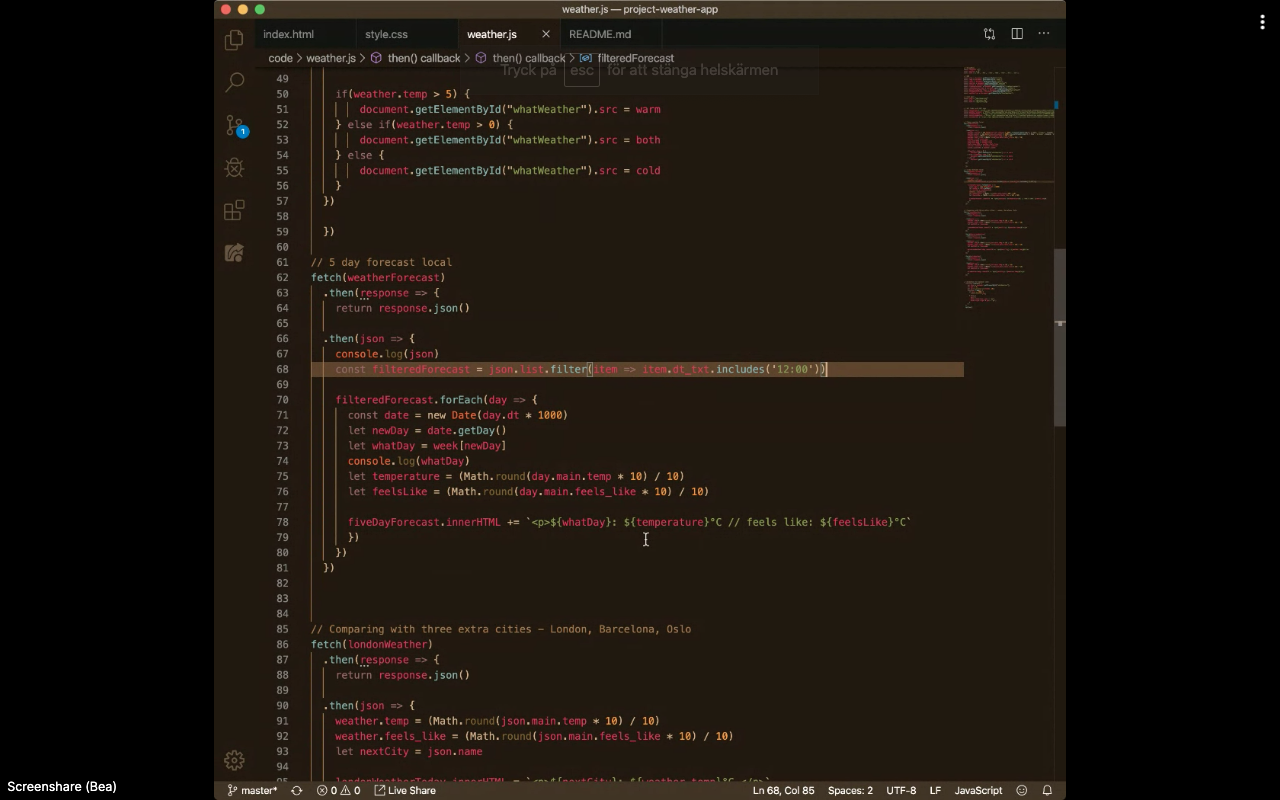 weather.js — project-weather-app
index.html style.css weather.js README.md
code > weather.js > then() callback > then() callback > filteredForecast
Tryck på esc för att stänga helskärmen
49
50 if(weather.temp > 5) {
51 document.getElementById("whatWeather").src = warm
52 } else if(weather.temp > 0) {
53 document.getElementById("whatWeather").src = both
54 } else {
55 document.getElementById("whatWeather").src = cold
56 }
57 })
58
59 })
60
61 // 5 day forecast local
62 fetch(weatherForecast)
63 .then(response => {
64 return response.json()
65
66 .then(json => {
67 console.log(json)
68 const filteredForecast = json.list.filter(item => item.dt_txt.includes('12:00'))
69
70 filteredForecast.forEach(day => {
71 const date = new Date(day.dt * 1000)
72 let newDay = date.getDay()
73 let whatDay = week[newDay]
74 console.log(whatDay)
75 let temperature = (Math.round(day.main.temp * 10) / 10)
76 let feelsLike = (Math.round(day.main.feels_like * 10) / 10)
77
78 fiveDayForecast.innerHTML += `<p>${whatDay}: ${temperature}°C // feels like: ${feelsLike}°C`
79 })
80 })
81 })
82
83
84
85 // Comparing with three extra cities – London, Barcelona, Oslo
86 fetch(londonWeather)
87 .then(response => {
88 return response.json()
89
90 .then(json => {
91 weather.temp = (Math.round(json.main.temp * 10) / 10)
92 weather.feels_like = (Math.round(json.main.feels_like * 10) / 10)
93 let nextCity = json.name
94
1
master* 0 0 Live Share Ln 68, Col 85 Spaces: 2 UTF-8 LF JavaScript
Screenshare (Bea)